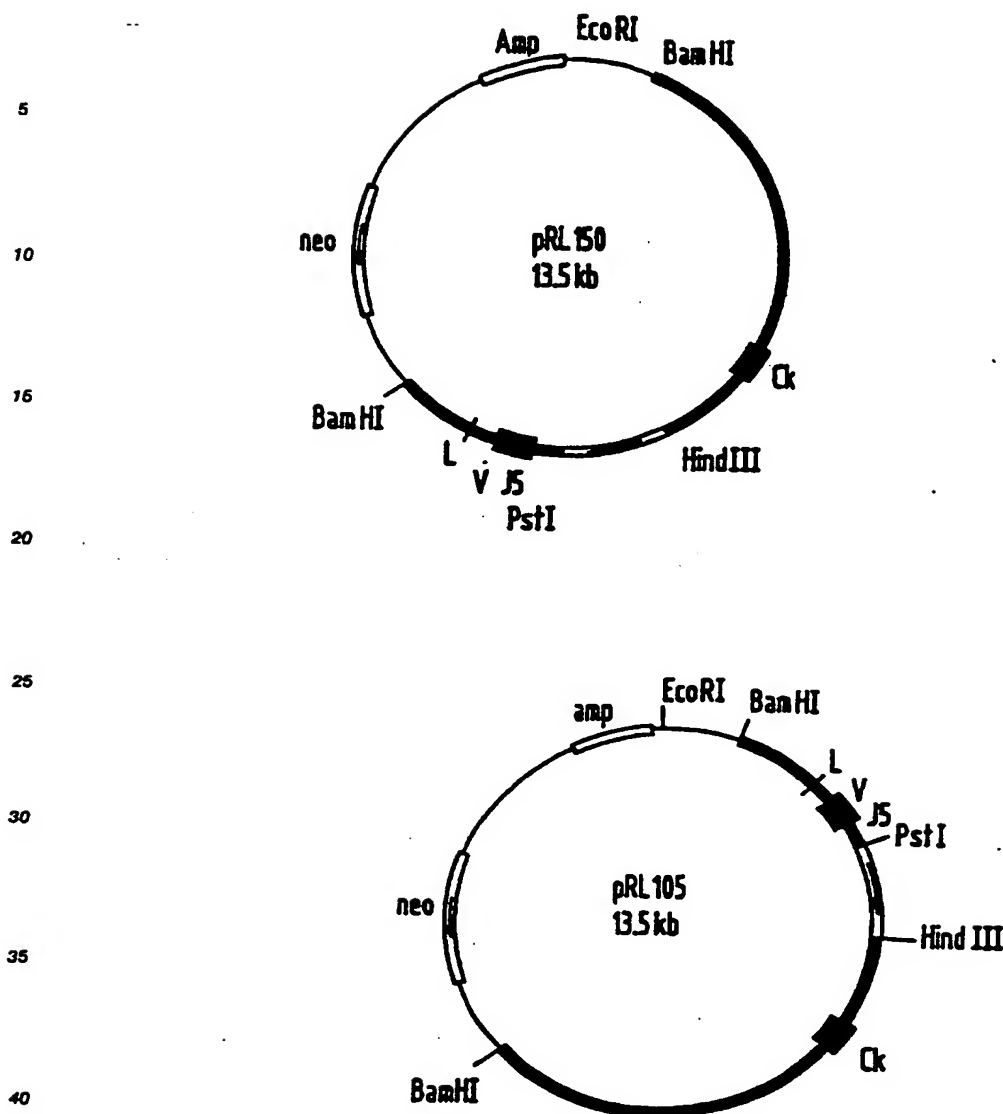 Amp
EcoRI
BamHI
5
neo
10
pRL150
13.5kb
Ck
15
BamHI
L
HindIII
V J5
PstI
20
25
amp
EcoRI
BamHI
L
V
30
J5
PstI
neo
pRL105
13.5kb
Hind III
35
Ck
BamHI
40